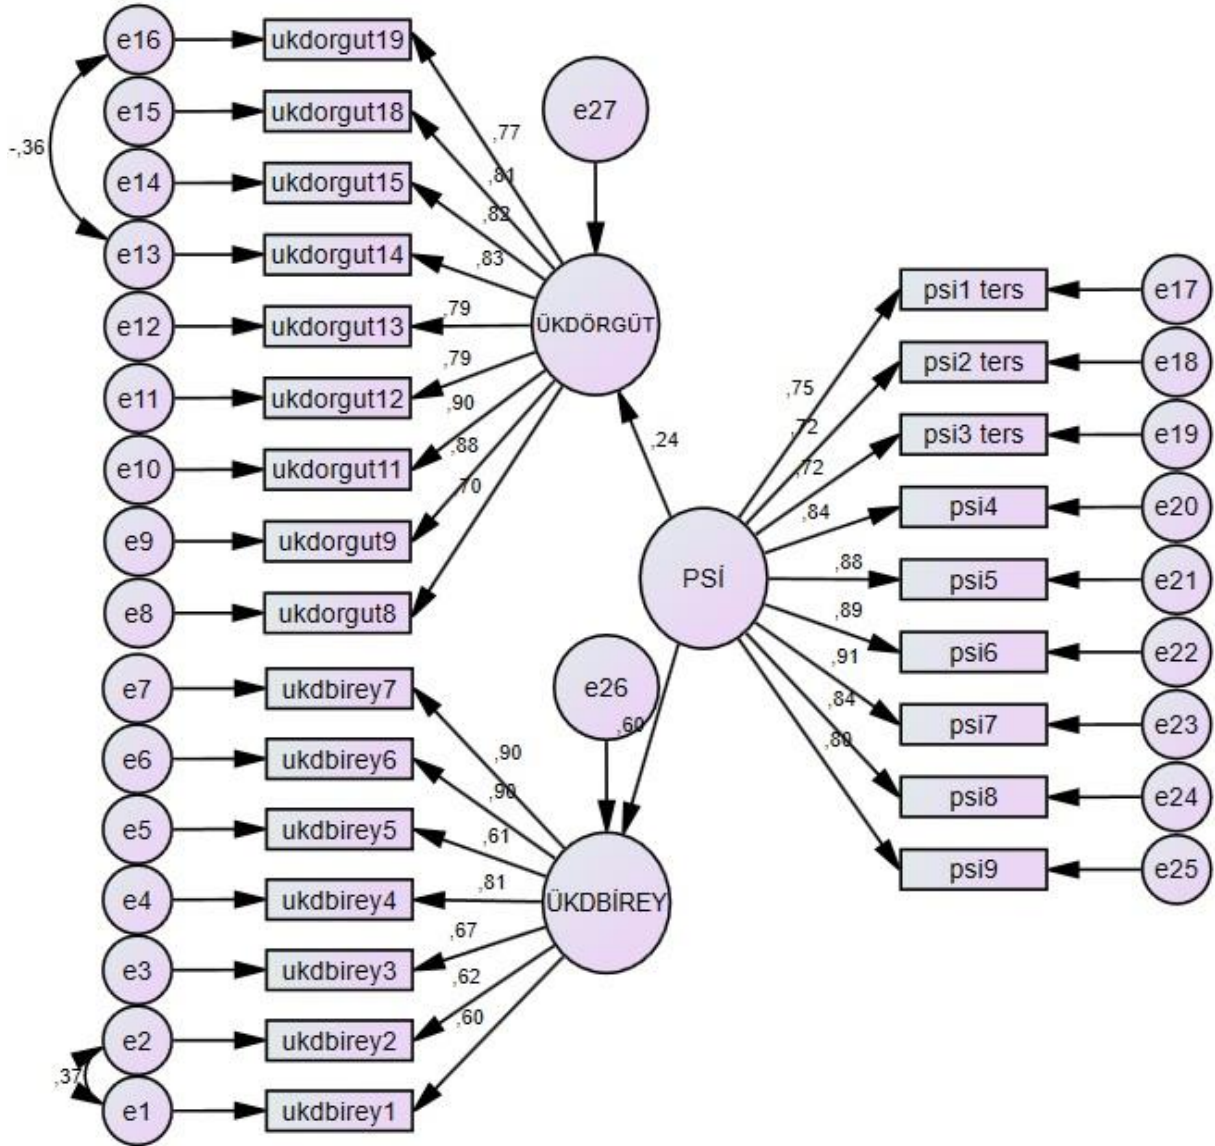 e16
ukdorgut19
e15
ukdorgut18
e14
ukdorgut15
e13
ukdorgut14
e12
ukdorgut13
e11
ukdorgut12
e10
ukdorgut11
e9
ukdorgut9
e8
ukdorgut8
-,36
,77
,81
,82
,83
,79
,79
,90
,88
,70
e27
ÜKDÖRGÜT
,24
PSİ
e7
ukdbirey7
e6
ukdbirey6
e5
ukdbirey5
e4
ukdbirey4
e3
ukdbirey3
e2
ukdbirey2
e1
ukdbirey1
,37
,90
,90
,61
,81
,67
,62
,60
e26
,60
ÜKDBİREY
,75
,72
,72
,84
,88
,89
,91
,84
,80
psi1 ters
e17
psi2 ters
e18
psi3 ters
e19
psi4
e20
psi5
e21
psi6
e22
psi7
e23
psi8
e24
psi9
e25